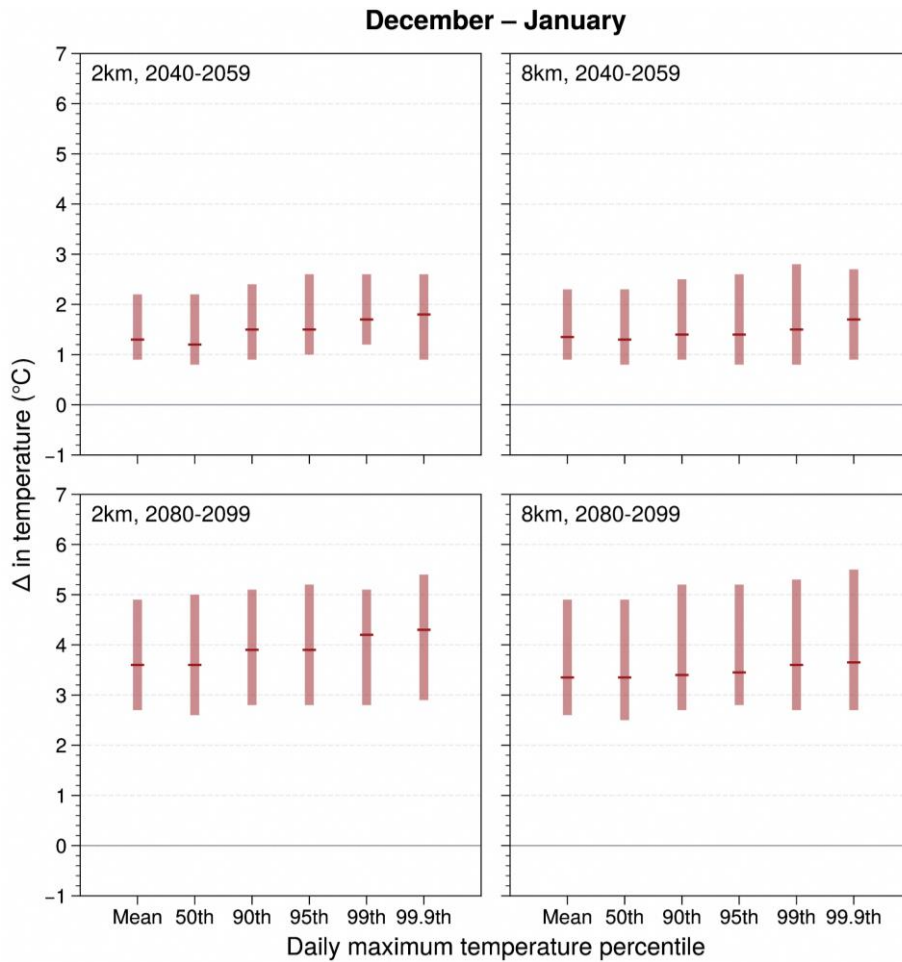 December – January
2km, 2040-2059
7
6
5
4
3
2
1
0
−1
8km, 2040-2059
2km, 2080-2099
7
6
5
4
3
2
1
0
−1
8km, 2080-2099
Δ in temperature (°C)
Mean 50th 90th 95th 99th 99.9th
Mean 50th 90th 95th 99th 99.9th
Daily maximum temperature percentile